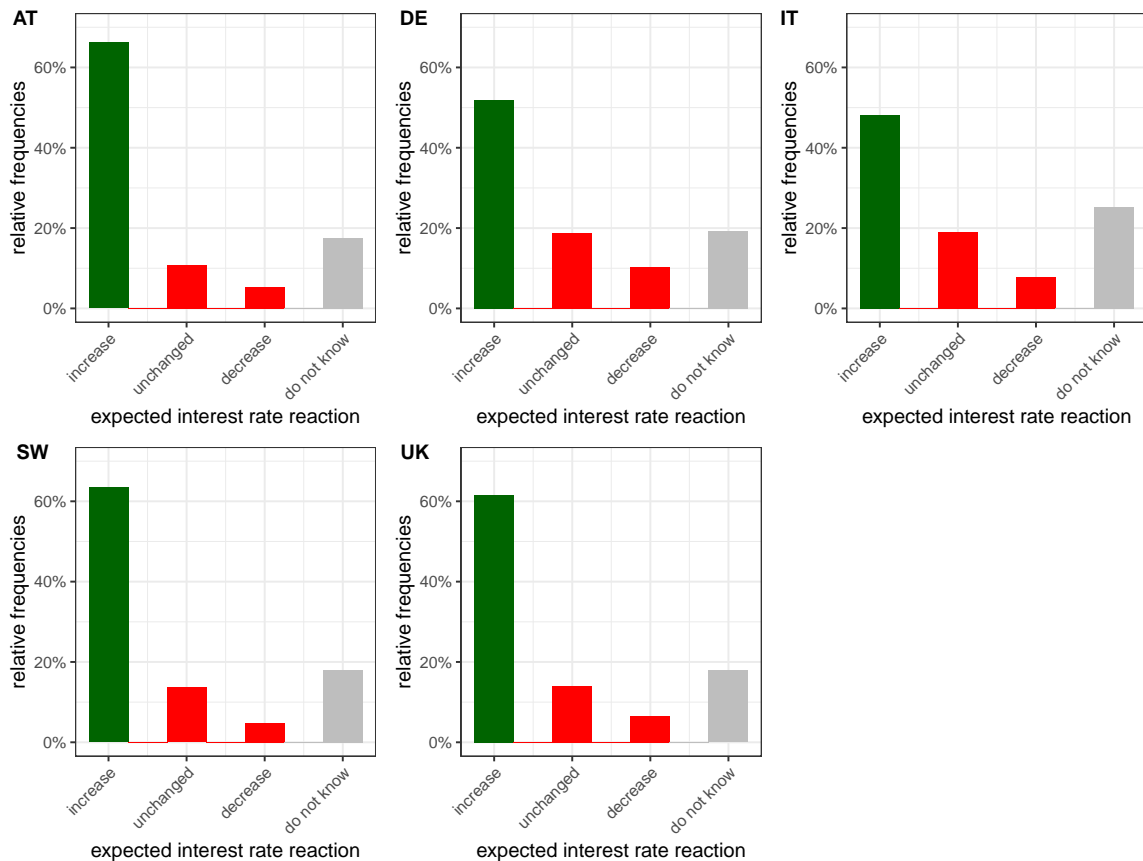 AT
relative frequencies
60%
40%
20%
0%
increase
unchanged
decrease
do not know
expected interest rate reaction
DE
relative frequencies
60%
40%
20%
0%
increase
unchanged
decrease
do not know
expected interest rate reaction
IT
relative frequencies
60%
40%
20%
0%
increase
unchanged
decrease
do not know
expected interest rate reaction
SW
relative frequencies
60%
40%
20%
0%
increase
unchanged
decrease
do not know
expected interest rate reaction
UK
relative frequencies
60%
40%
20%
0%
increase
unchanged
decrease
do not know
expected interest rate reaction